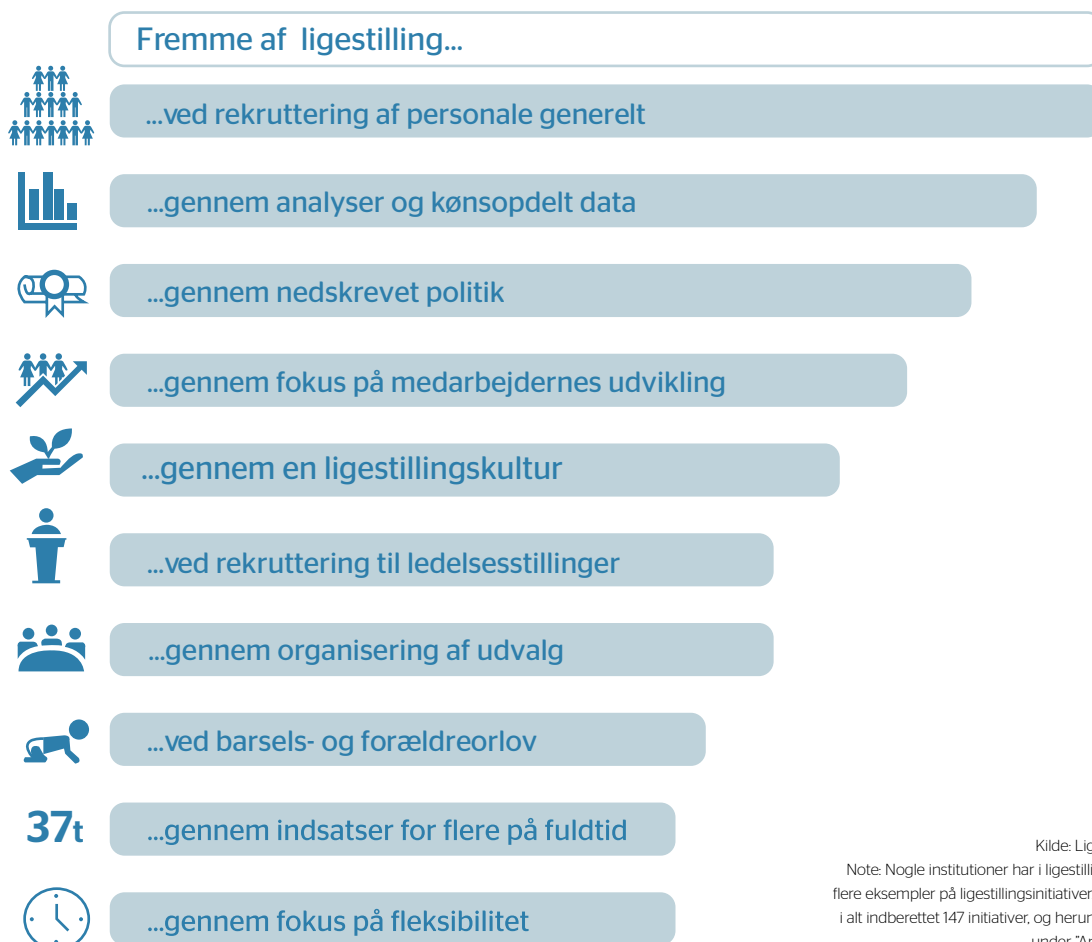 Fremme af ligestilling...
...ved rekruttering af personale generelt
...gennem analyser og kønsopdelt data
...gennem nedskrevet politik
...gennem fokus på medarbejdernes udvikling
...gennem en ligestillingskultur
...ved rekruttering til ledelsesstillinger
...gennem organisering af udvalg
...ved barsels- og forældreorlov
37t
...gennem indsatser for flere på fuldtid
...gennem fokus på fleksibilitet
Kilde:
Note: Nogle institutioner har i
flere eksempler på ligestillingsinitiativer
i alt indberettet 147 initiativer, og
under